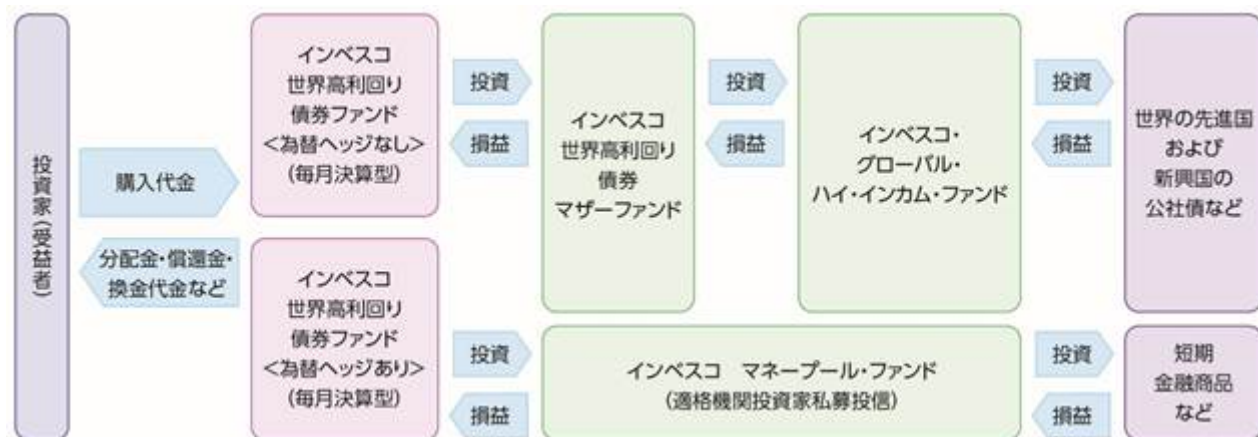 投資家(受益者)
購入代金
分配金・償還金・
換金代金など
インベスコ
世界高利回り
債券ファンド
<為替ヘッジなし>
(毎月決算型)
インベスコ
世界高利回り
債券ファンド
<為替ヘッジあり>
(毎月決算型)
投資
損益
投資
損益
インベスコ
世界高利回り
債券
マザーファンド
投資
損益
インベスコ・
グローバル・
ハイ・インカム・ファンド
インベスコ　マネープール・ファンド
(適格機関投資家私募投信)
投資
損益
投資
損益
世界の先進国
および
新興国の
公社債など
短期
金融商品
など